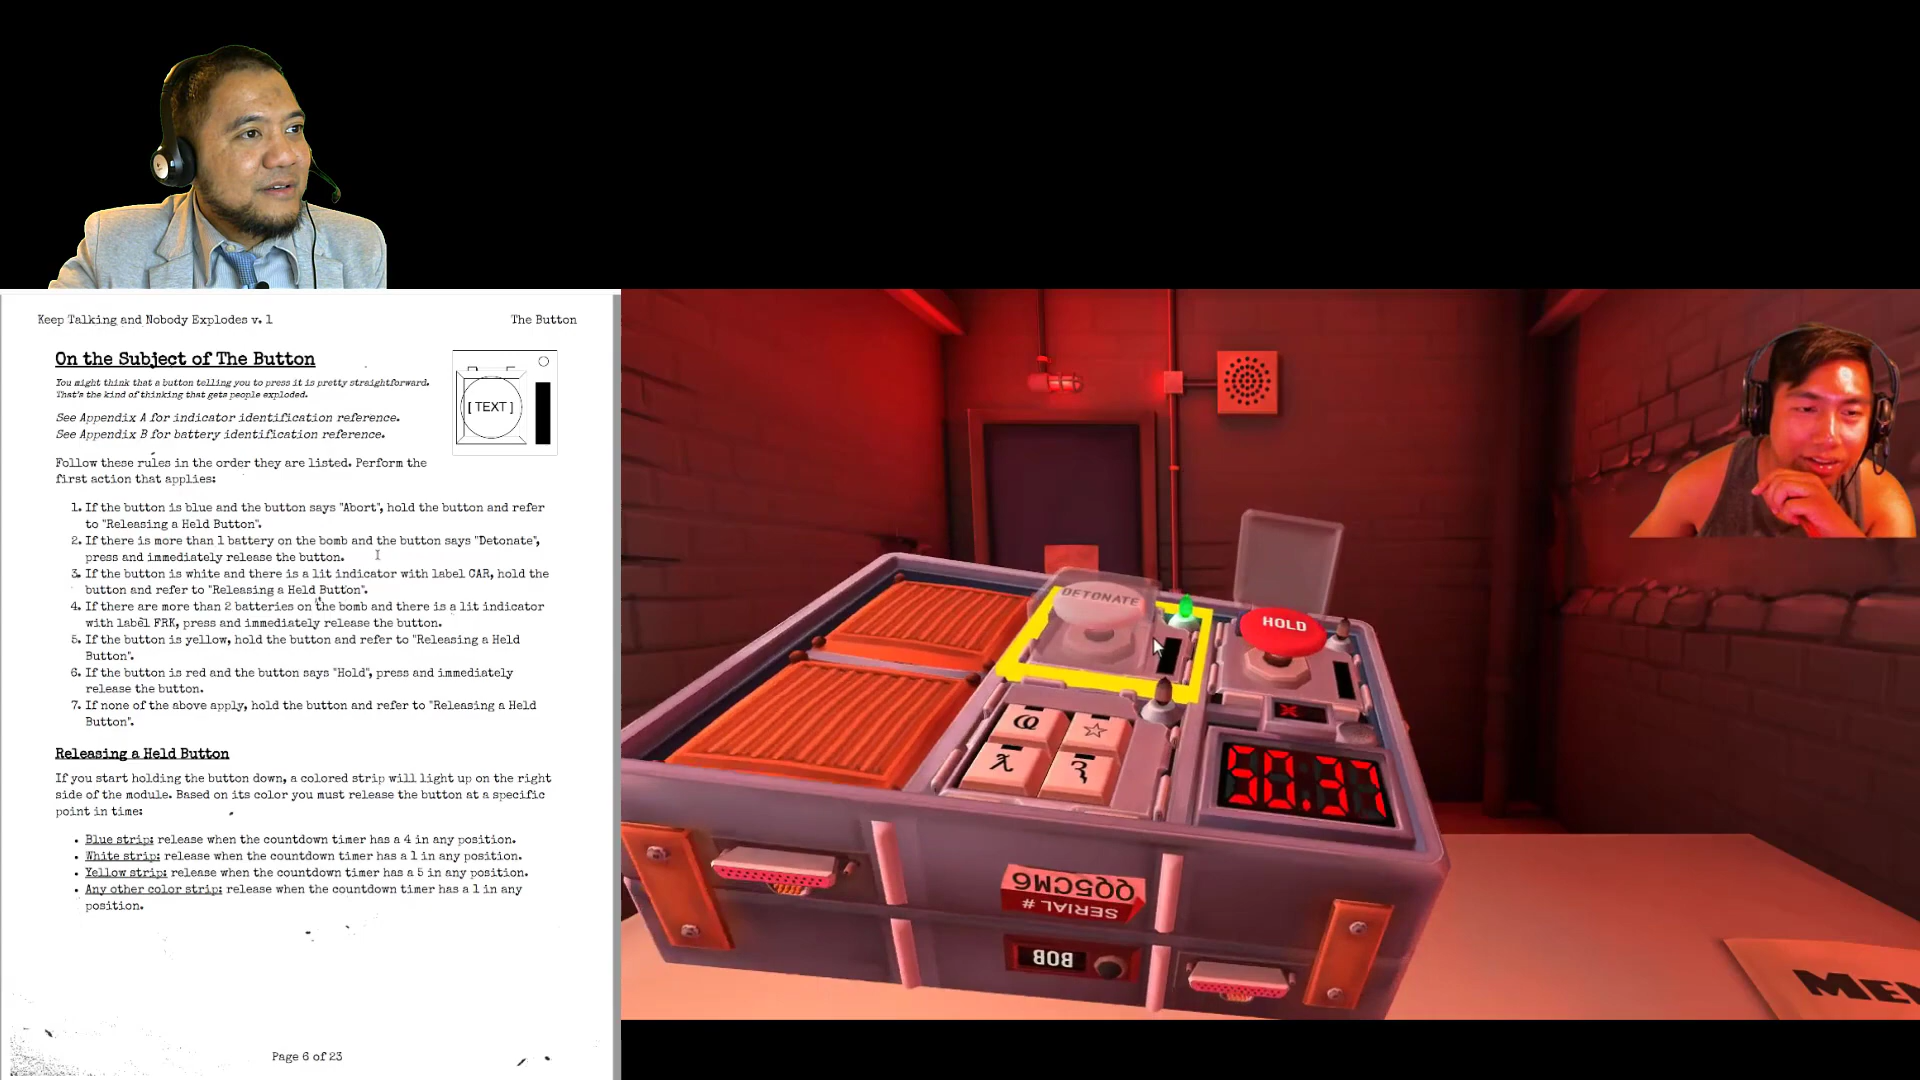 Keep Talking and Nobody Explodes v. 1
The Button
On the Subject of The Button
You might think that a button telling you to press it is pretty straightforward.
That's the kind of thinking that gets people exploded.
[ TEXT ]
See Appendix A for indicator identification reference.
See Appendix B for battery identification reference.
Follow these rules in the order they are listed. Perform the
first action that applies:
1. If the button is blue and the button says "Abort", hold the button and refer
to "Releasing a Held Button".
2. If there is more than 1 battery on the bomb and the button says "Detonate",
press and immediately release the button.
3. If the button is white and there is a lit indicator with label CAR, hold the
button and refer to "Releasing a Held Button".
4. If there are more than 2 batteries on the bomb and there is a lit indicator
with label FRK, press and immediately release the button.
5. If the button is yellow, hold the button and refer to "Releasing a Held
Button".
6. If the button is red and the button says "Hold", press and immediately
release the button.
7. If none of the above apply, hold the button and refer to "Releasing a Held
Button".
Releasing a Held Button
If you start holding the button down, a colored strip will light up on the right
side of the module. Based on its color you must release the button at a specific
point in time:
• Blue strip: release when the countdown timer has a 4 in any position.
• White strip: release when the countdown timer has a 1 in any position.
• Yellow strip: release when the countdown timer has a 5 in any position.
• Any other color strip: release when the countdown timer has a 1 in any
position.
Page 6 of 23
DETONATE
HOLD
X
50.37
QQ5CM6
SERIAL #
BOB